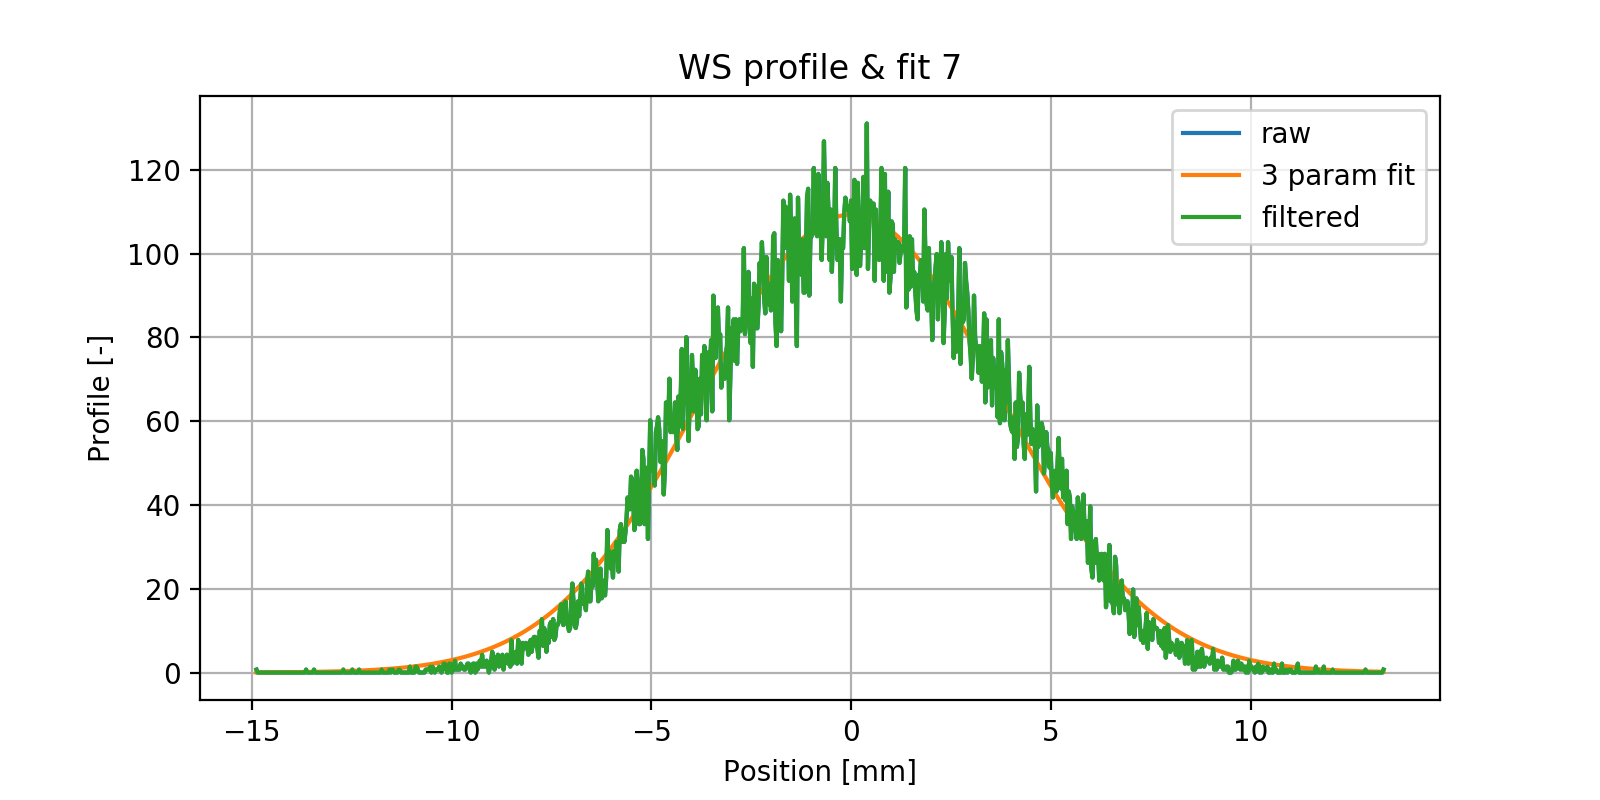 WS profile & fit 7
raw
3 param fit
filtered
Profile [-]
120
100
80
60
40
20
0
−15 −10 −5 0 5 10
Position [mm]